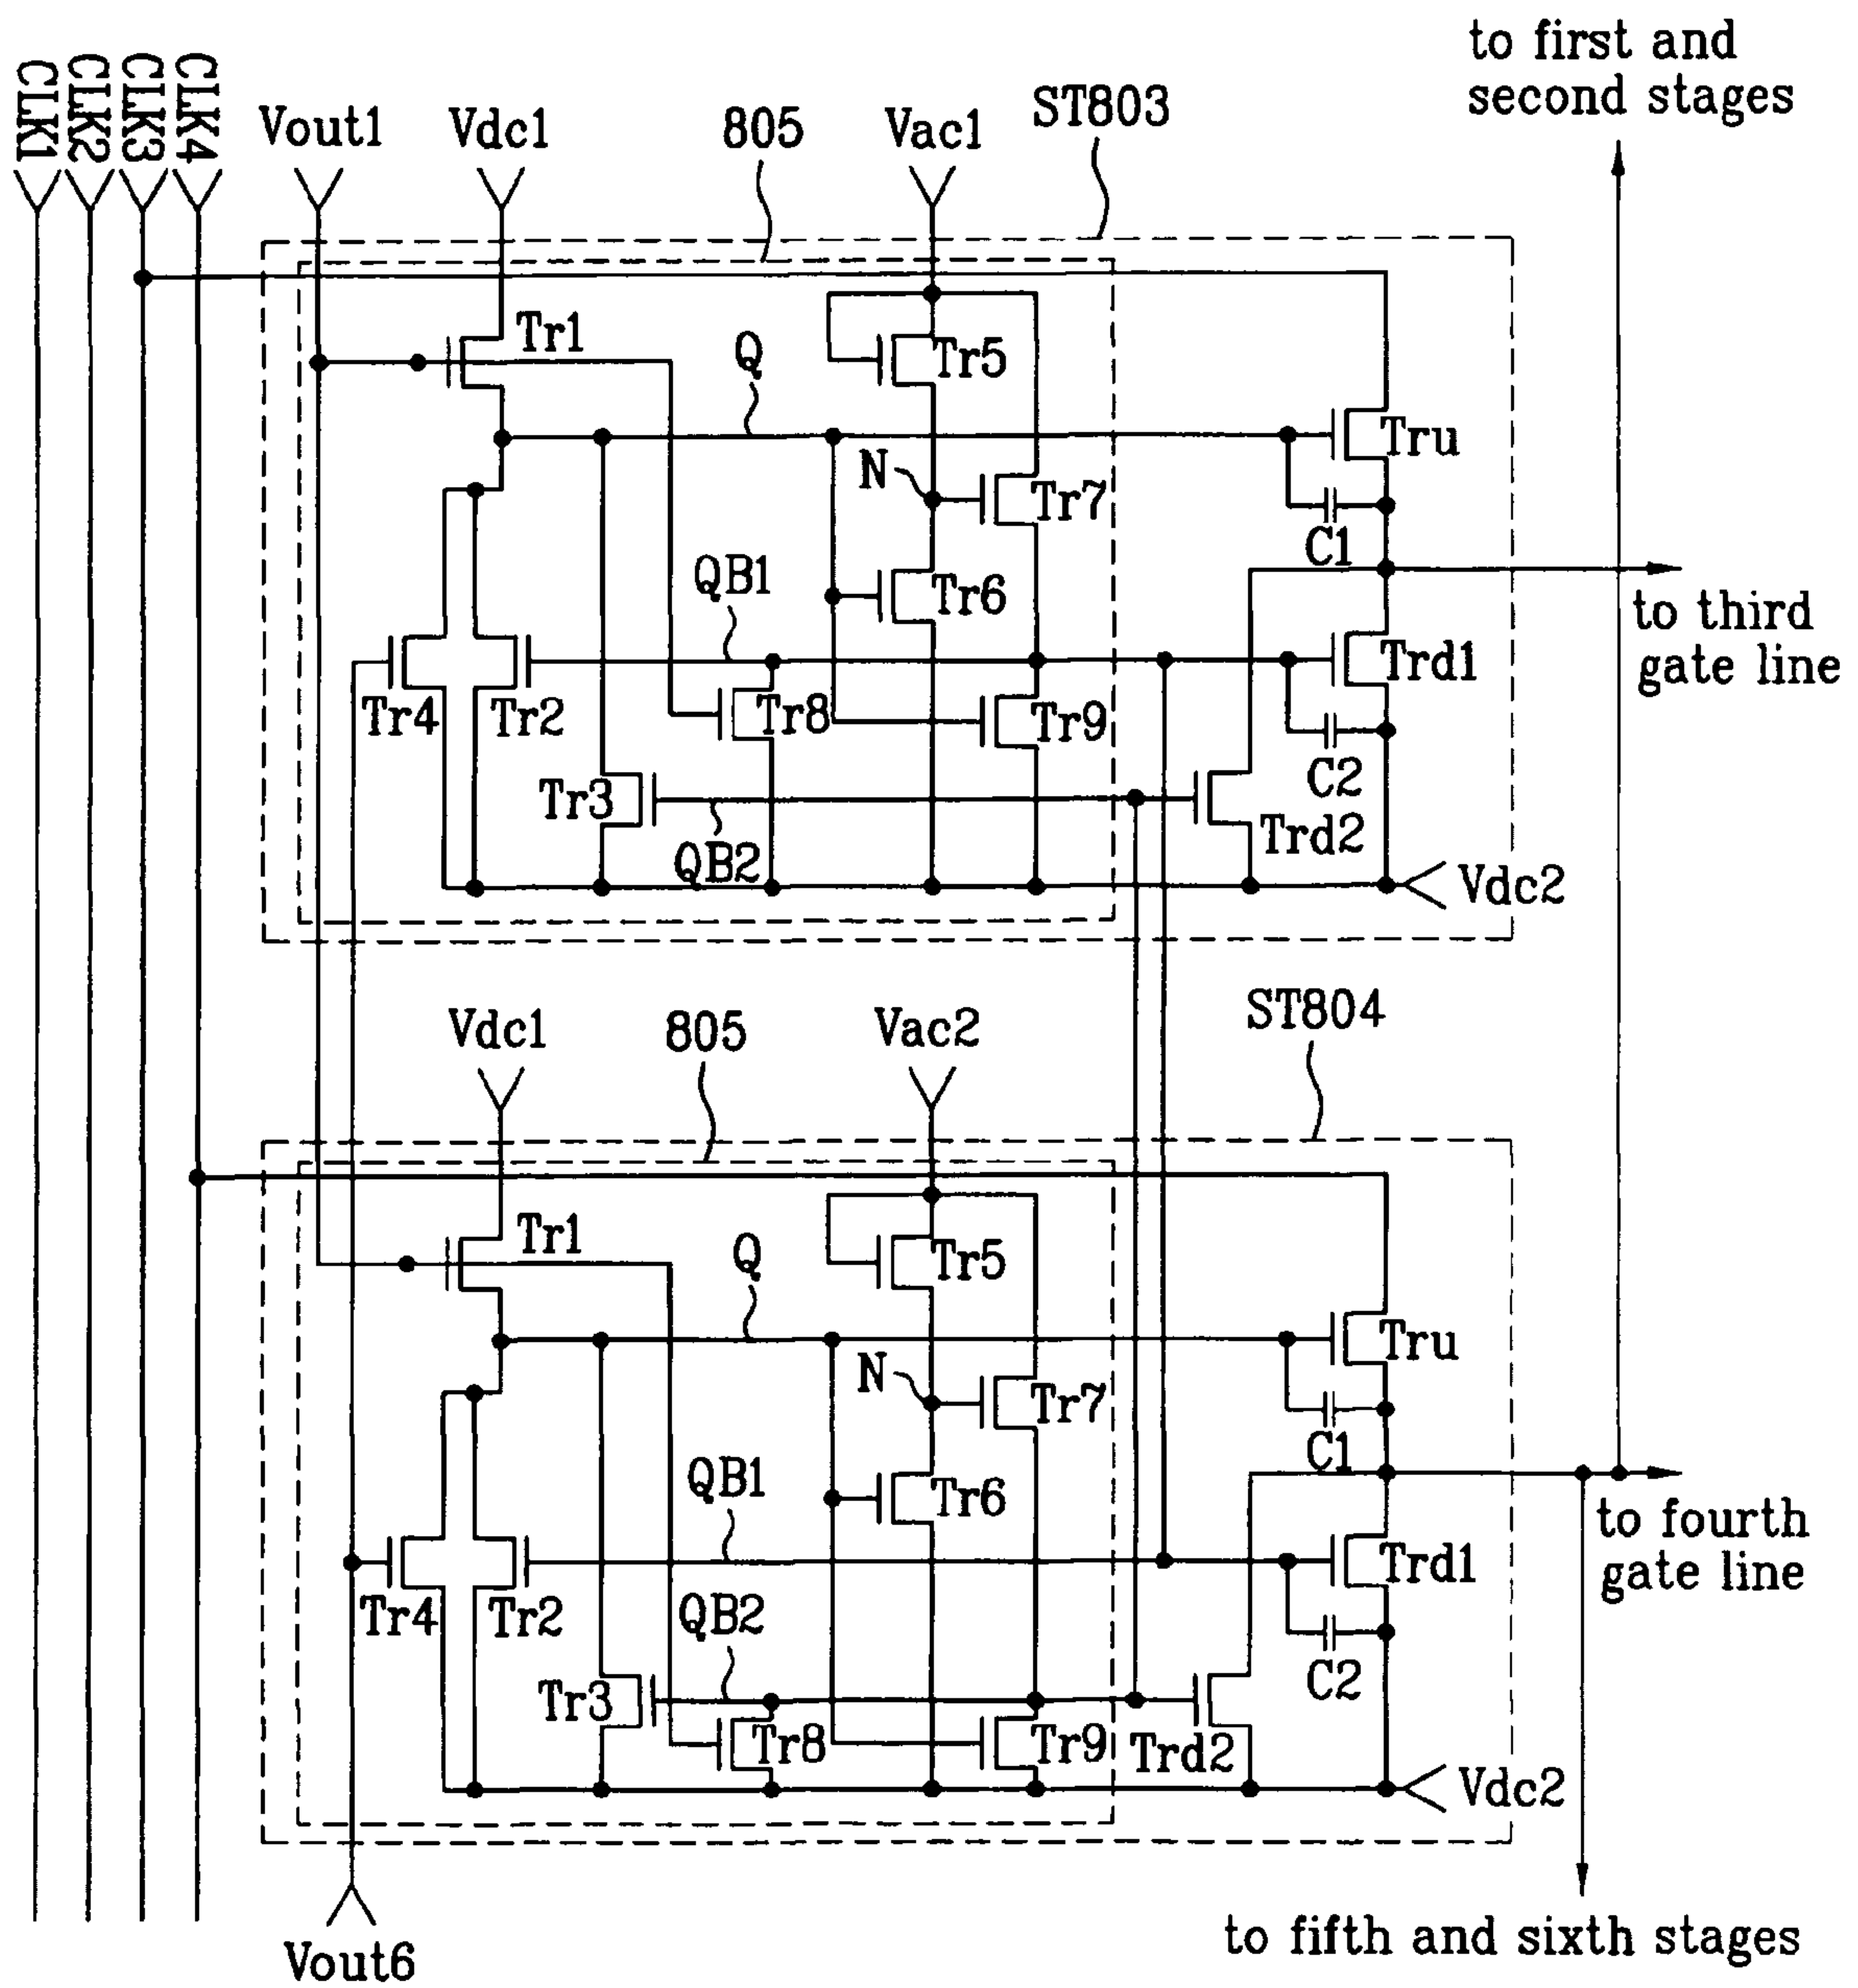 to first and
second stages
CLK1
CLK2
CLK3
CLK4
Vout1
Vdc1
805
Vac1
ST803
Tr1
Q
Tr5
Tru
N
Tr7
C1
QB1
Tr6
to third
gate line
Trd1
Tr4
Tr2
Tr8
Tr9
C2
Tr3
Trd2
QB2
Vdc2
Vdc1
805
Vac2
ST804
Tr1
Q
Tr5
Tru
N
Tr7
C1
QB1
Tr6
to fourth
gate line
Trd1
Tr4
Tr2
QB2
C2
Tr3
Tr8
Tr9
Trd2
Vdc2
to fifth and sixth stages
Vout6